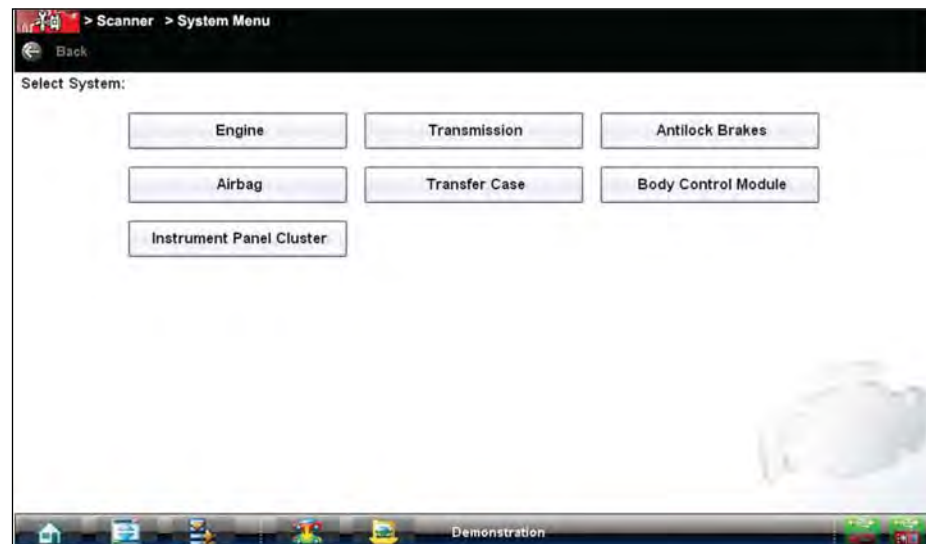 > Scanner > System Menu
Back
Select System:
Engine Transmission Antilock Brakes
Airbag Transfer Case Body Control Module
Instrument Panel Cluster
Demonstration